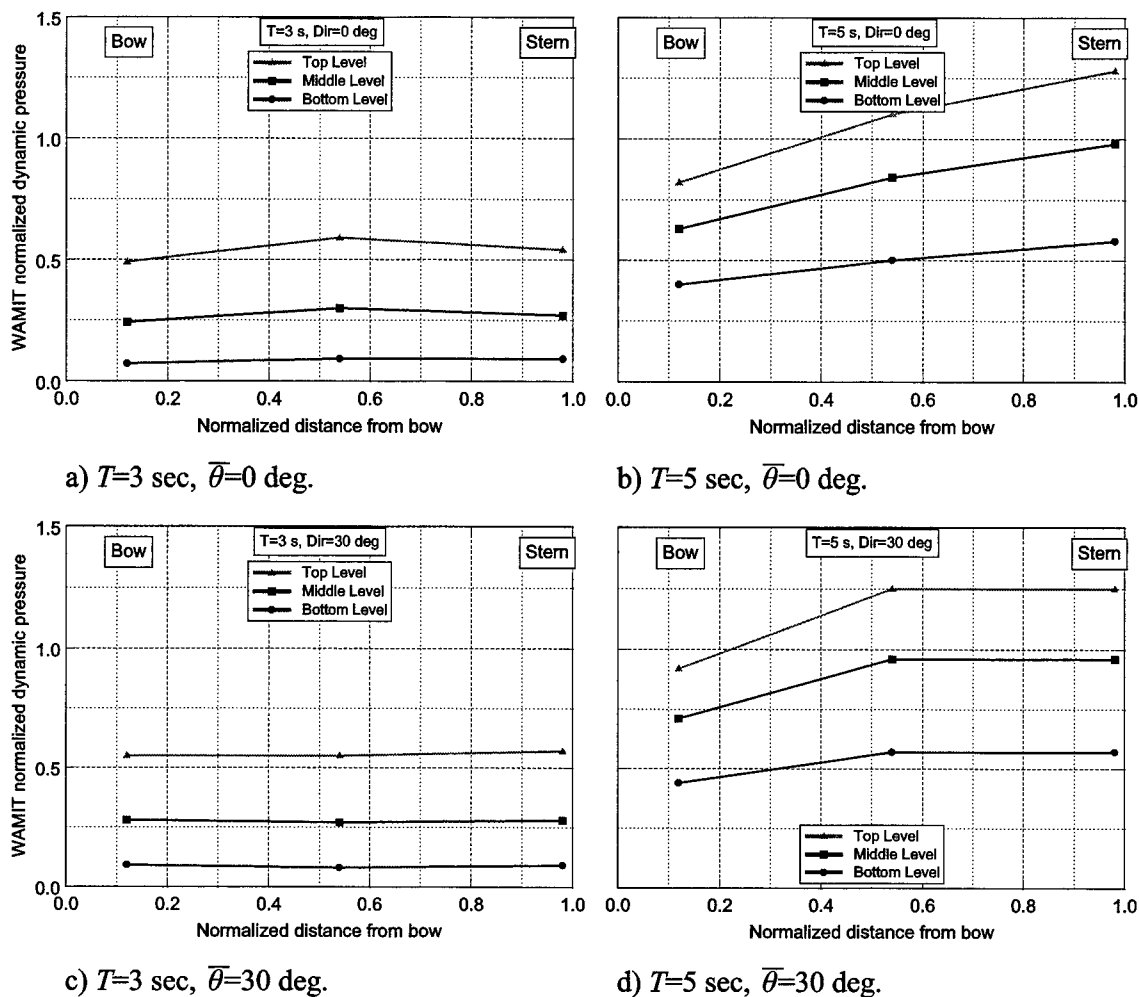 WAMIT normalized dynamic pressure
1.5
1.0
0.5
0.0
Bow
T=3 s, Dir=0 deg
Stern
Top Level
Middle Level
Bottom Level
0.0 0.2 0.4 0.6 0.8 1.0
Normalized distance from bow
a) T=3 sec, θ̅=0 deg.
Bow
T=5 s, Dir=0 deg
Stern
Top Level
Middle Level
Bottom Level
0.0 0.2 0.4 0.6 0.8 1.0
Normalized distance from bow
b) T=5 sec, θ̅=0 deg.
WAMIT normalized dynamic pressure
1.5
1.0
0.5
0.0
Bow
T=3 s, Dir=30 deg
Stern
Top Level
Middle Level
Bottom Level
0.0 0.2 0.4 0.6 0.8 1.0
Normalized distance from bow
c) T=3 sec, θ̅=30 deg.
Bow
T=5 s, Dir=30 deg
Stern
Top Level
Middle Level
Bottom Level
0.0 0.2 0.4 0.6 0.8 1.0
Normalized distance from bow
d) T=5 sec, θ̅=30 deg.